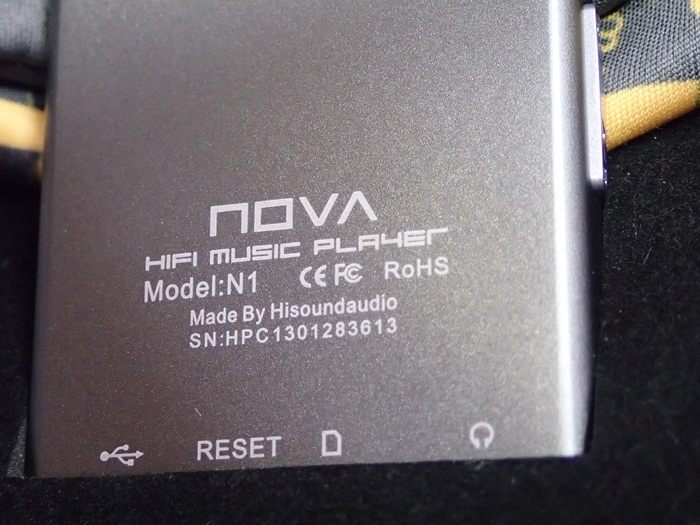 NOVA
HIFI MUSIC PLAYER
Model:N1 CE FC RoHS
Made By Hisoundaudio
SN:HPC1301283613
RESET